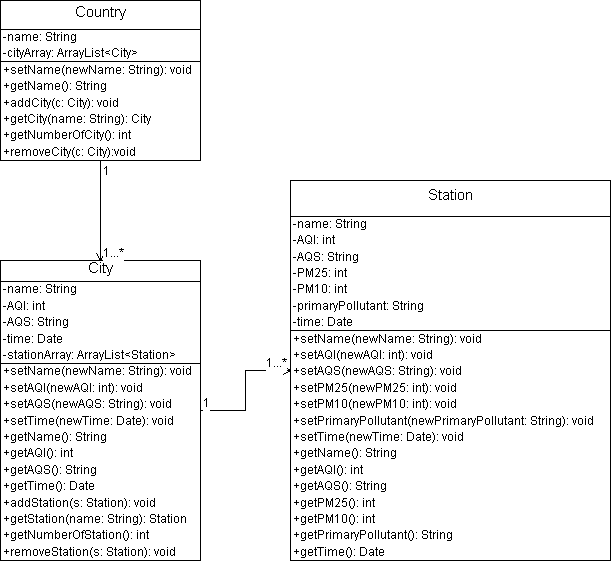 Country
-name: String
-cityArray: ArrayList<City>
+setName(newName: String): void
+getName(): String
+addCity(c: City): void
+getCity(name: String): City
+getNumberOfCity(): int
+removeCity(c: City):void
1
1...*
City
-name: String
-AQI: int
-AQS: String
-time: Date
-stationArray: ArrayList<Station>
+setName(newName: String): void
+setAQI(newAQI: int): void
+setAQS(newAQS: String): void
+setTime(newTime: Date): void
+getName(): String
+getAQI(): int
+getAQS(): String
+getTime(): Date
+addStation(s: Station): void
+getStation(name: String): Station
+getNumberOfStation(): int
+removeStation(s: Station): void
1
1...*
Station
-name: String
-AQI: int
-AQS: String
-PM25: int
-PM10: int
-primaryPollutant: String
-time: Date
+setName(newName: String): void
+setAQI(newAQI: int): void
+setAQS(newAQS: String): void
+setPM25(newPM25: int): void
+setPM10(newPM10: int): void
+setPrimaryPollutant(newPrimaryPollutant: String): void
+setTime(newTime: Date): void
+getName(): String
+getAQI(): int
+getAQS(): String
+getPM25(): int
+getPM10(): int
+getPrimaryPollutant(): String
+getTime(): Date